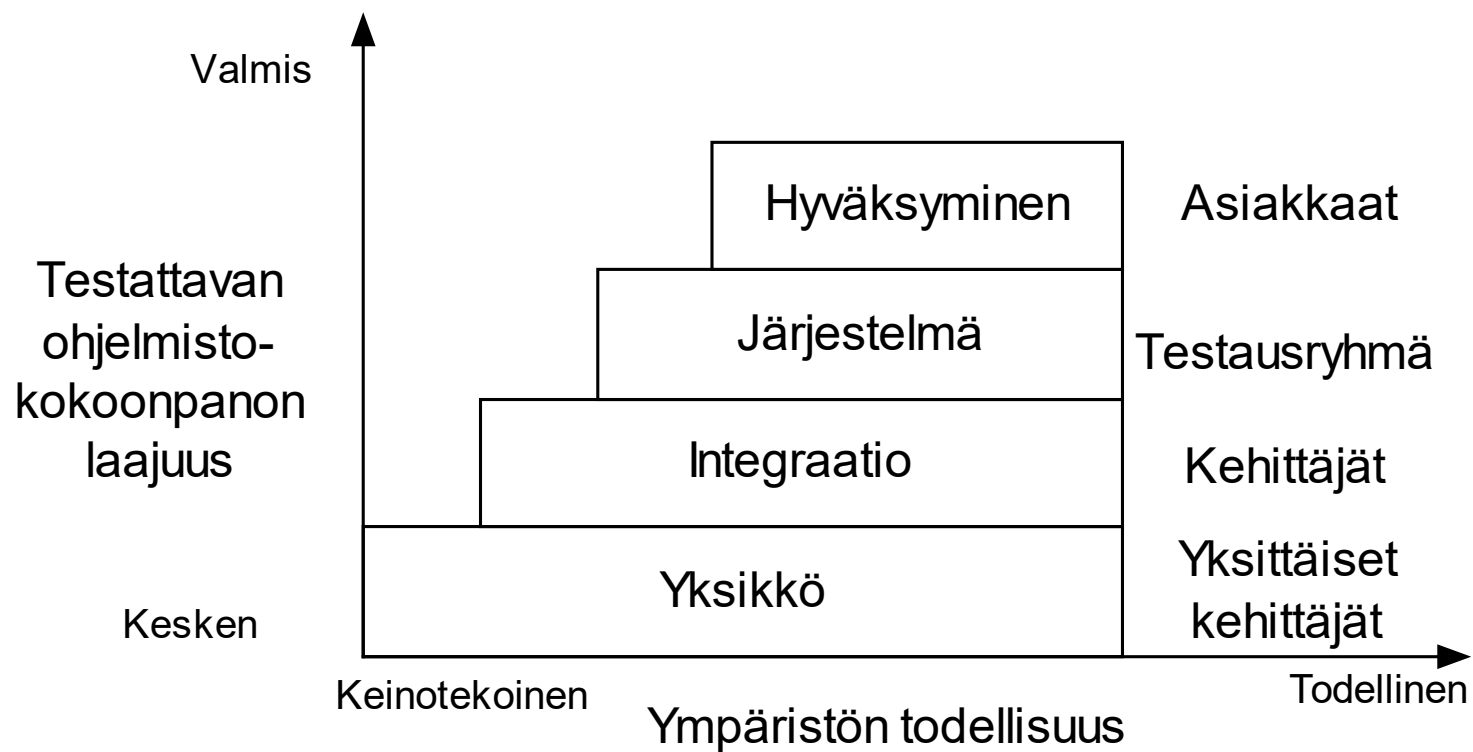 Valmis
Hyväksyminen
Asiakkaat
Testattavan
ohjelmisto-
kokoonpanon
laajuus
Järjestelmä
Testausryhmä
Integraatio
Kehittäjät
Yksikkö
Yksittäiset
kehittäjät
Kesken
Keinotekoinen
Todellinen
Ympäristön todellisuus